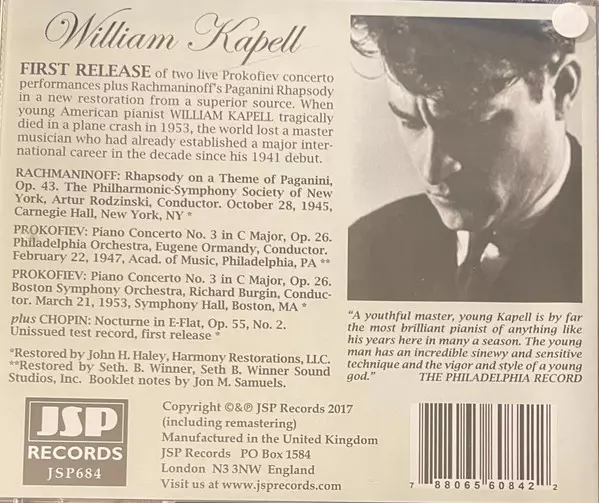 William Kapell
FIRST RELEASE of two live Prokofiev concerto
performances plus Rachmaninoff's Paganini Rhapsody
in a new restoration from a superior source. When
young American pianist WILLIAM KAPELL tragically
died in a plane crash in 1953, the world lost a master
musician who had already established a major inter-
national career in the decade since his 1941 debut.
RACHMANINOFF: Rhapsody on a Theme of Paganini,
Op. 43. The Philharmonic-Symphony Society of New
York, Artur Rodzinski, Conductor. October 28, 1945,
Carnegie Hall, New York, NY *
PROKOFIEV: Piano Concerto No. 3 in C Major, Op. 26.
Philadelphia Orchestra, Eugene Ormandy, Conductor.
February 22, 1947, Acad. of Music, Philadelphia, PA **
PROKOFIEV: Piano Concerto No. 3 in C Major, Op. 26.
Boston Symphony Orchestra, Richard Burgin, Conduc-
tor. March 21, 1953, Symphony Hall, Boston, MA *
plus CHOPIN: Nocturne in E-Flat, Op. 55, No. 2.
Unissued test record, first release *
*Restored by John H. Haley, Harmony Restorations, LLC.
**Restored by Seth. B. Winner, Seth B. Winner Sound
Studios, Inc. Booklet notes by Jon M. Samuels.
"A youthful master, young Kapell is by far
the most brilliant pianist of anything like
his years here in many a season. The young
man has an incredible sinewy and sensitive
technique and the vigor and style of a young
god." THE PHILADELPHIA RECORD
JSP
RECORDS
JSP684
Copyright ©&℗ JSP Records 2017
(including remastering)
Manufactured in the United Kingdom
JSP Records PO Box 1584
London N3 3NW England
Visit us at www.jsprecords.com
7 88065 60842 2